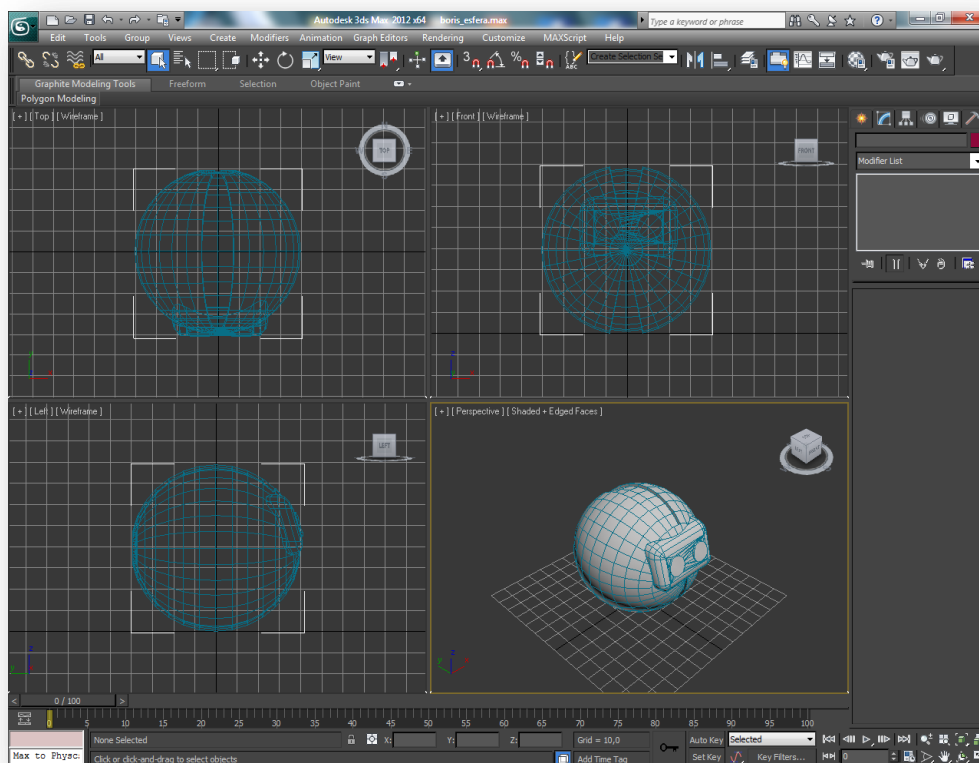 Autodesk 3ds Max 2012 x64 boris_esfera.max
Type a keyword or phrase
Edit Tools Group Views Create Modifiers Animation Graph Editors Rendering Customize MAXScript Help
All View 3 Create Selection Se
Graphite Modeling Tools Freeform Selection Object Paint
Polygon Modeling
[ + ] [ Top ] [ Wireframe ]
TOP
[ + ] [ Front ] [ Wireframe ]
FRONT
Modifier List
[ + ] [ Left ] [ Wireframe ]
LEFT
[ + ] [ Perspective ] [ Shaded + Edged Faces ]
y z x
< 0 / 100 >
0 5 10 15 20 25 30 35 40 45 50 55 60 65 70 75 80 85 90 95 100
None Selected X: Y: Z: Grid = 10,0 Auto Key Selected
Max to Physc: Click or click-and-drag to select objects Add Time Tag Set Key Key Filters... 0